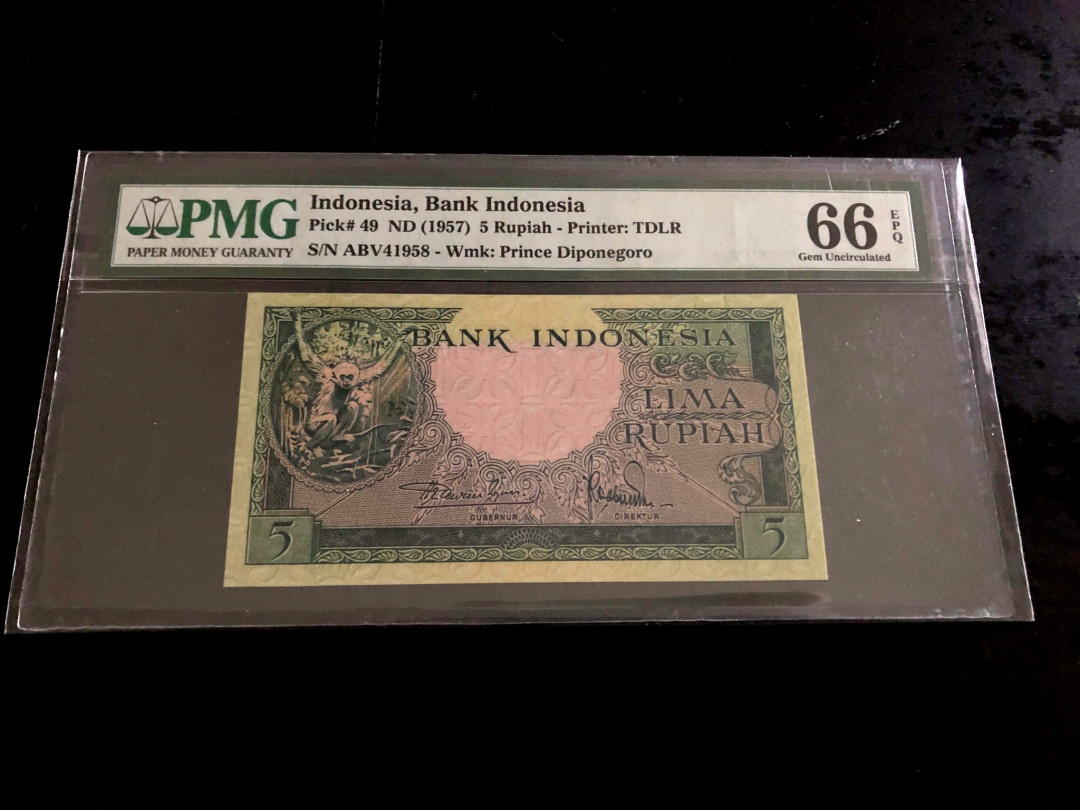 PMG
PAPER MONEY GUARANTY
Indonesia, Bank Indonesia
Pick# 49 ND (1957) 5 Rupiah - Printer: TDLR
S/N ABV41958 - Wmk: Prince Diponegoro
66
EPQ
Gem Uncirculated
BANK INDONESIA
LIMA
RUPIAH
GUBERNUR
DIREKTUR
5
5